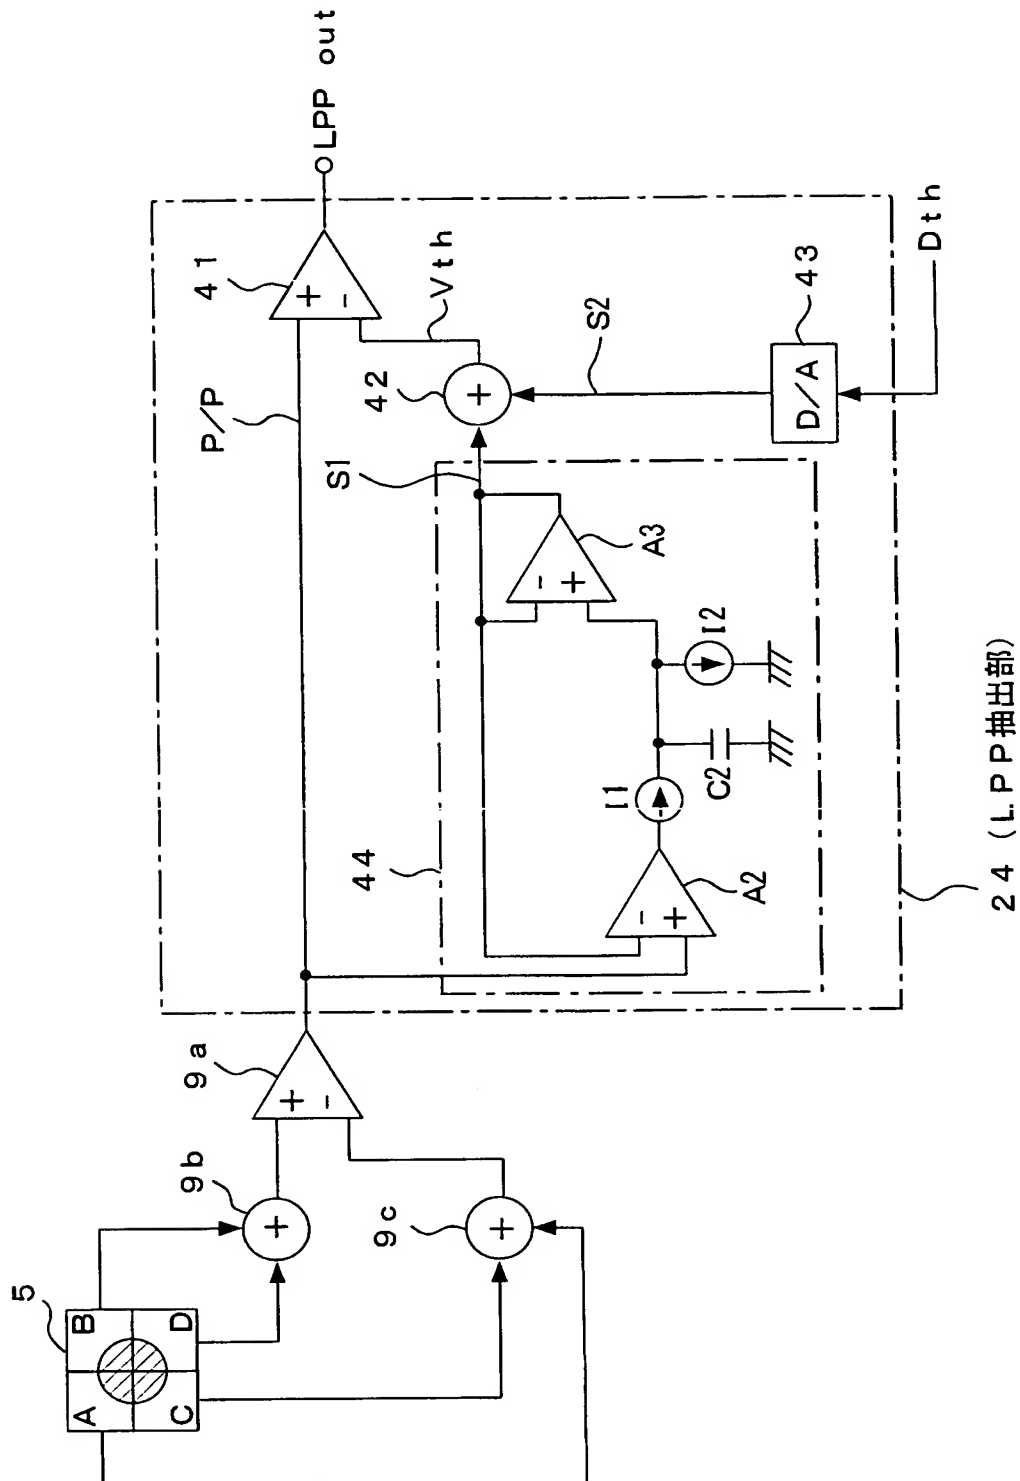 5
A
B
C
D
9b
+
9c
+
9a
+
−
P/P
41
+
−
LPP out
Vth
42
+
S1
S2
44
A2
−
+
I1
C2
I2
A3
−
+
D/A
43
Dth
24 (LPP抽出部)